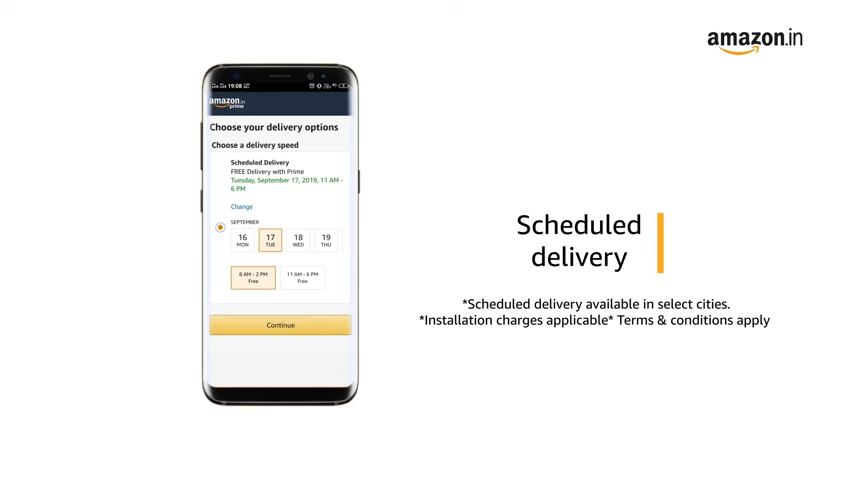 amazon.in
19:08
amazon.in
prime
Choose your delivery options
Choose a delivery speed
Scheduled Delivery
FREE Delivery with Prime
Tuesday, September 17, 2019, 11 AM -
6 PM
Change
SEPTEMBER
16 17 18 19
MON TUE WED THU
8 AM - 2 PM 11 AM - 6 PM
Free Free
Continue
Scheduled
delivery
*Scheduled delivery available in select cities.
*Installation charges applicable* Terms & conditions apply